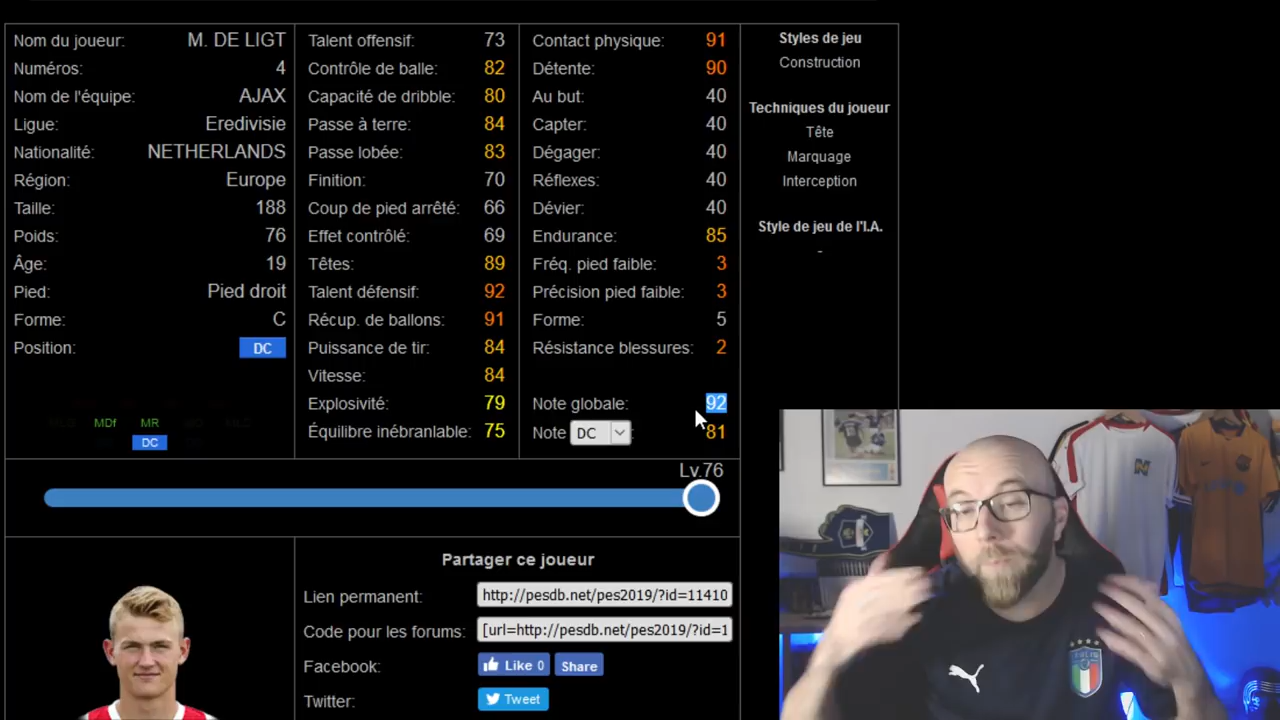 Nom du joueur: M. DE LIGT
Numéros: 4
Nom de l'équipe: AJAX
Ligue: Eredivisie
Nationalité: NETHERLANDS
Région: Europe
Taille: 188
Poids: 76
Âge: 19
Pied: Pied droit
Forme: C
Position: DC
MDf MR
DC
Talent offensif: 73
Contrôle de balle: 82
Capacité de dribble: 80
Passe à terre: 84
Passe lobée: 83
Finition: 70
Coup de pied arrêté: 66
Effet contrôlé: 69
Têtes: 89
Talent défensif: 92
Récup. de ballons: 91
Puissance de tir: 84
Vitesse: 84
Explosivité: 79
Équilibre inébranlable: 75
Contact physique: 91
Détente: 90
Au but: 40
Capter: 40
Dégager: 40
Réflexes: 40
Dévier: 40
Endurance: 85
Fréq. pied faible: 3
Précision pied faible: 3
Forme: 5
Résistance blessures: 2
Note globale: 92
Note DC : 81
Styles de jeu
Construction
Techniques du joueur
Tête
Marquage
Interception
Style de jeu de l'I.A.
-
Lv.76
Partager ce joueur
Lien permanent: http://pesdb.net/pes2019/?id=11410
Code pour les forums: [url=http://pesdb.net/pes2019/?id=1
Facebook: Like 0 Share
Twitter: Tweet